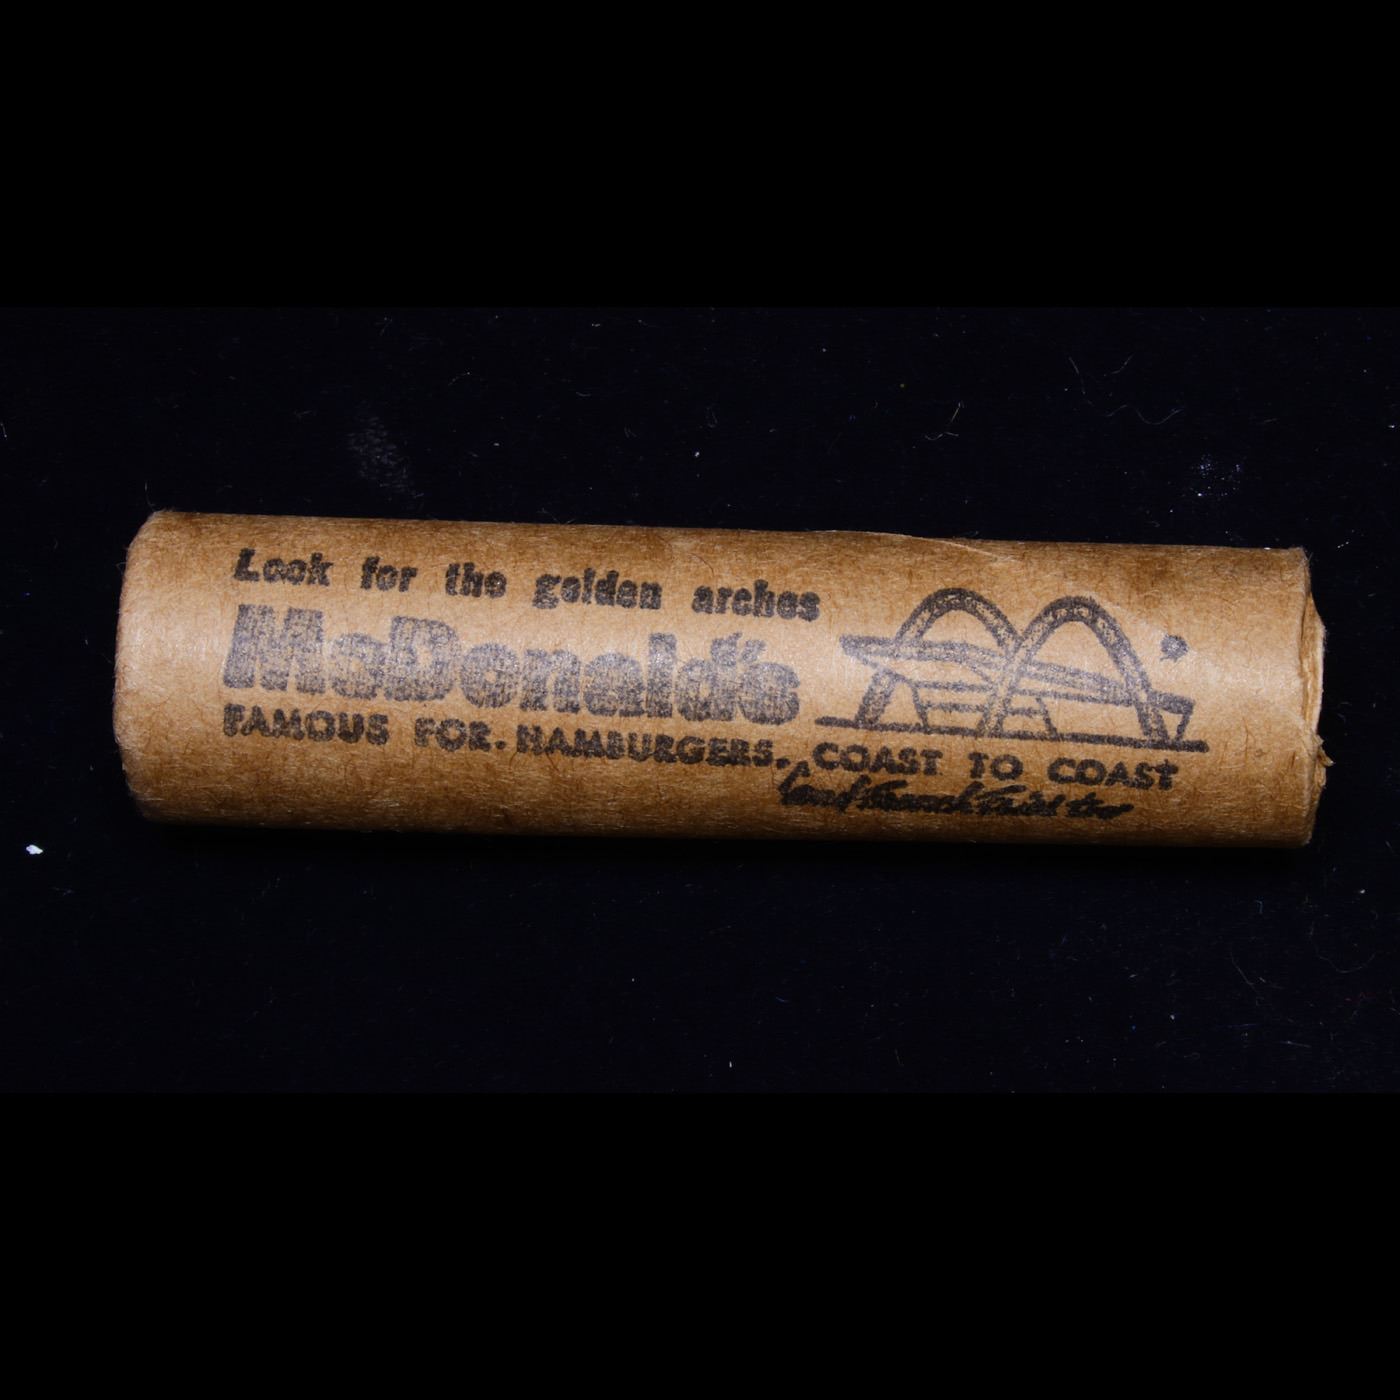 Look for the golden arches
McDonald's
FAMOUS FOR HAMBURGERS, COAST TO COAST